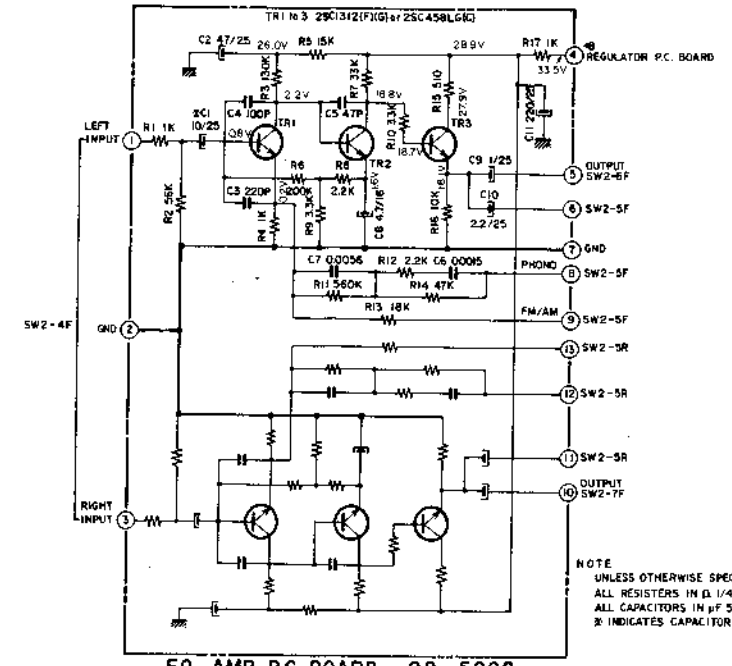 TR1 to 3 2SC1312(F)(G) or 2SC458LG(C)
C2 47/25
26.0V
R5 15K
28.9V
R17 1K
4
REGULATOR P.C. BOARD
33.5V
R3 130K
R7 33K
R15 510
27.9V
C11 220/25
2.2V
18.8V
C4 100P
C5 47P
R10 33K
TR1
TR2
TR3
LEFT INPUT
1
R1 1K
C1
10/25
18.7V
18.1V
C9 1/25
5
OUTPUT
SW2-6F
R6
200K
R8
2.2K
C3 220P
C10
2.2/25
6
SW2-5F
R2 56K
R4 1K
R9 3.3K
C8 4.7/16
R16 10K
7
GND
C7 0.0056
R12 2.2K
C6 0.0015
PHONO
8
SW2-5F
R11 560K
R14 47K
R13 18K
FM/AM
9
SW2-5F
SW2-4F
GND
2
13
SW2-5R
12
SW2-5R
11
SW2-5R
10
OUTPUT
SW2-7F
RIGHT
INPUT
3
NOTE
UNLESS OTHERWISE
ALL RESISTERS IN Ω 1/4
ALL CAPACITORS IN μF 5
※ INDICATES CAPACITOR